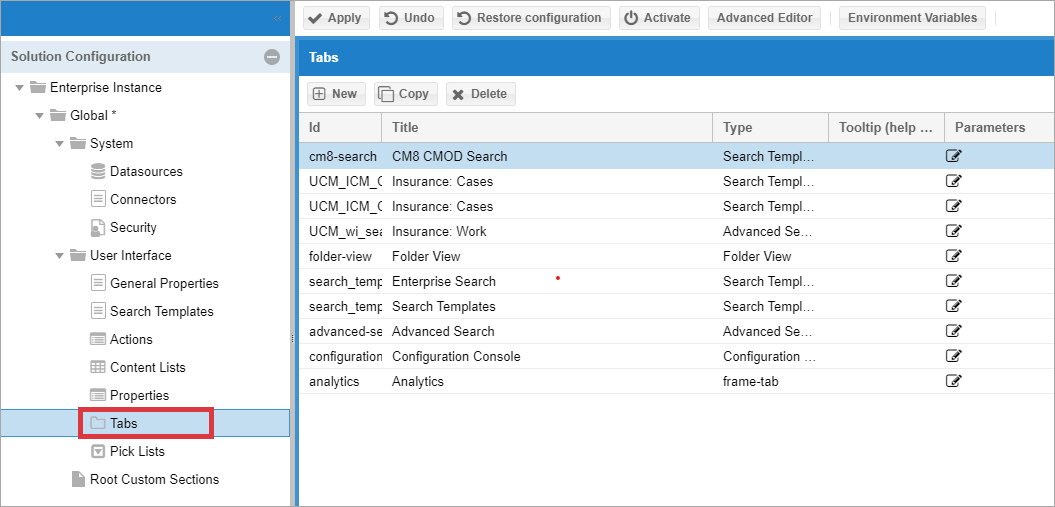 Apply Undo Restore configuration Activate Advanced Editor Environment Variables
Solution Configuration
Enterprise Instance
Global *
System
Datasources
Connectors
Security
User Interface
General Properties
Search Templates
Actions
Content Lists
Properties
Tabs
Pick Lists
Root Custom Sections
Tabs
New Copy Delete
Id Title Type Tooltip (help ... Parameters
cm8-search CM8 CMOD Search Search Templ...
UCM_ICM_C Insurance: Cases Search Templ...
UCM_ICM_C Insurance: Cases Search Templ...
UCM_wi_sea Insurance: Work Advanced Se...
folder-view Folder View Folder View
search_temp Enterprise Search Search Templ...
search_temp Search Templates Search Templ...
advanced-se Advanced Search Advanced Se...
configuration Configuration Console Configuration ...
analytics Analytics frame-tab